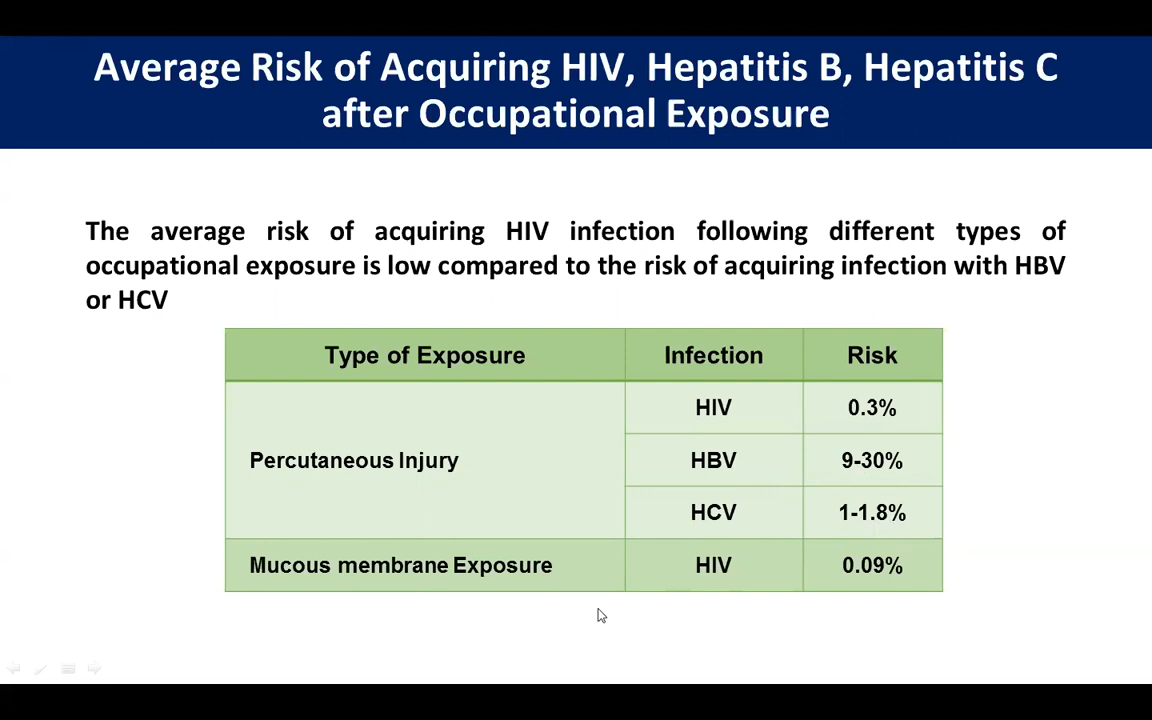 Average Risk of Acquiring HIV, Hepatitis B, Hepatitis C
after Occupational Exposure
The average risk of acquiring HIV infection following different types of
occupational exposure is low compared to the risk of acquiring infection with HBV
or HCV
Type of Exposure Infection Risk
HIV 0.3%
Percutaneous Injury HBV 9-30%
HCV 1-1.8%
Mucous membrane Exposure HIV 0.09%